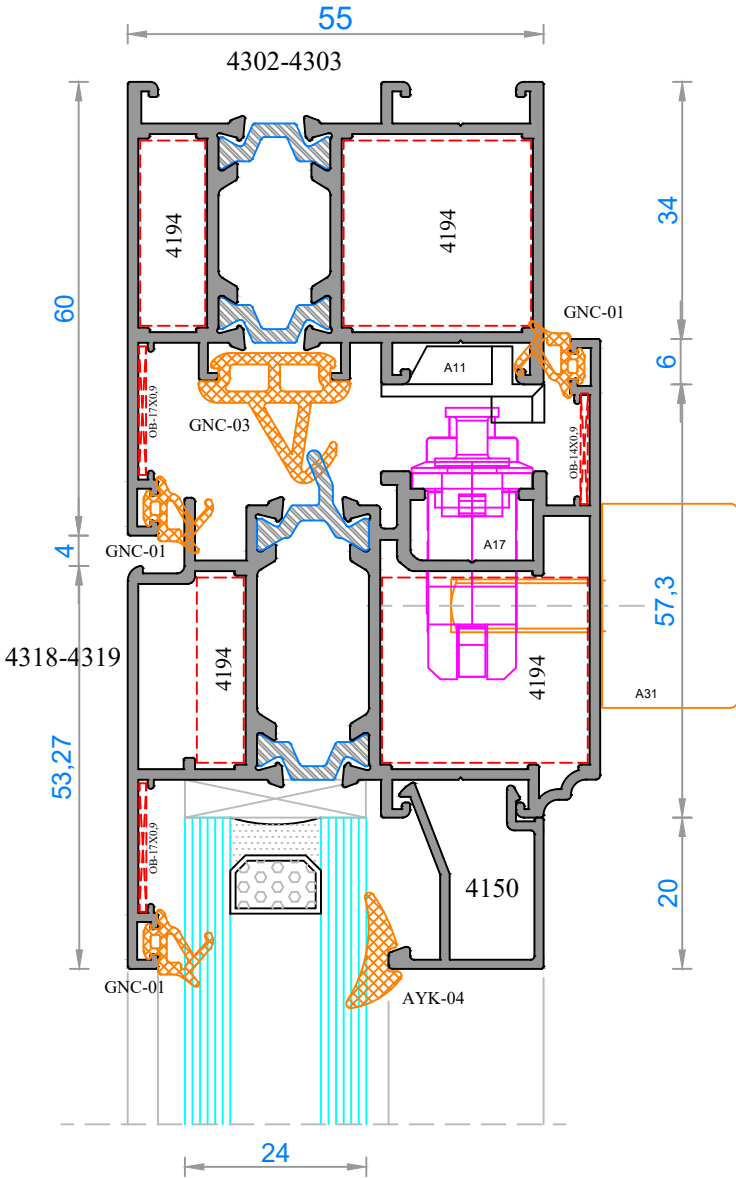 55
4302-4303
34
4194
4194
60
GNC-01
6
A11
OB-17X0,9
GNC-03
OB-14X0,9
GNC-01
A17
4
57,3
4318-4319
4194
4194
A31
53,27
OB-17X0,9
4150
20
GNC-01
AYK-04
24